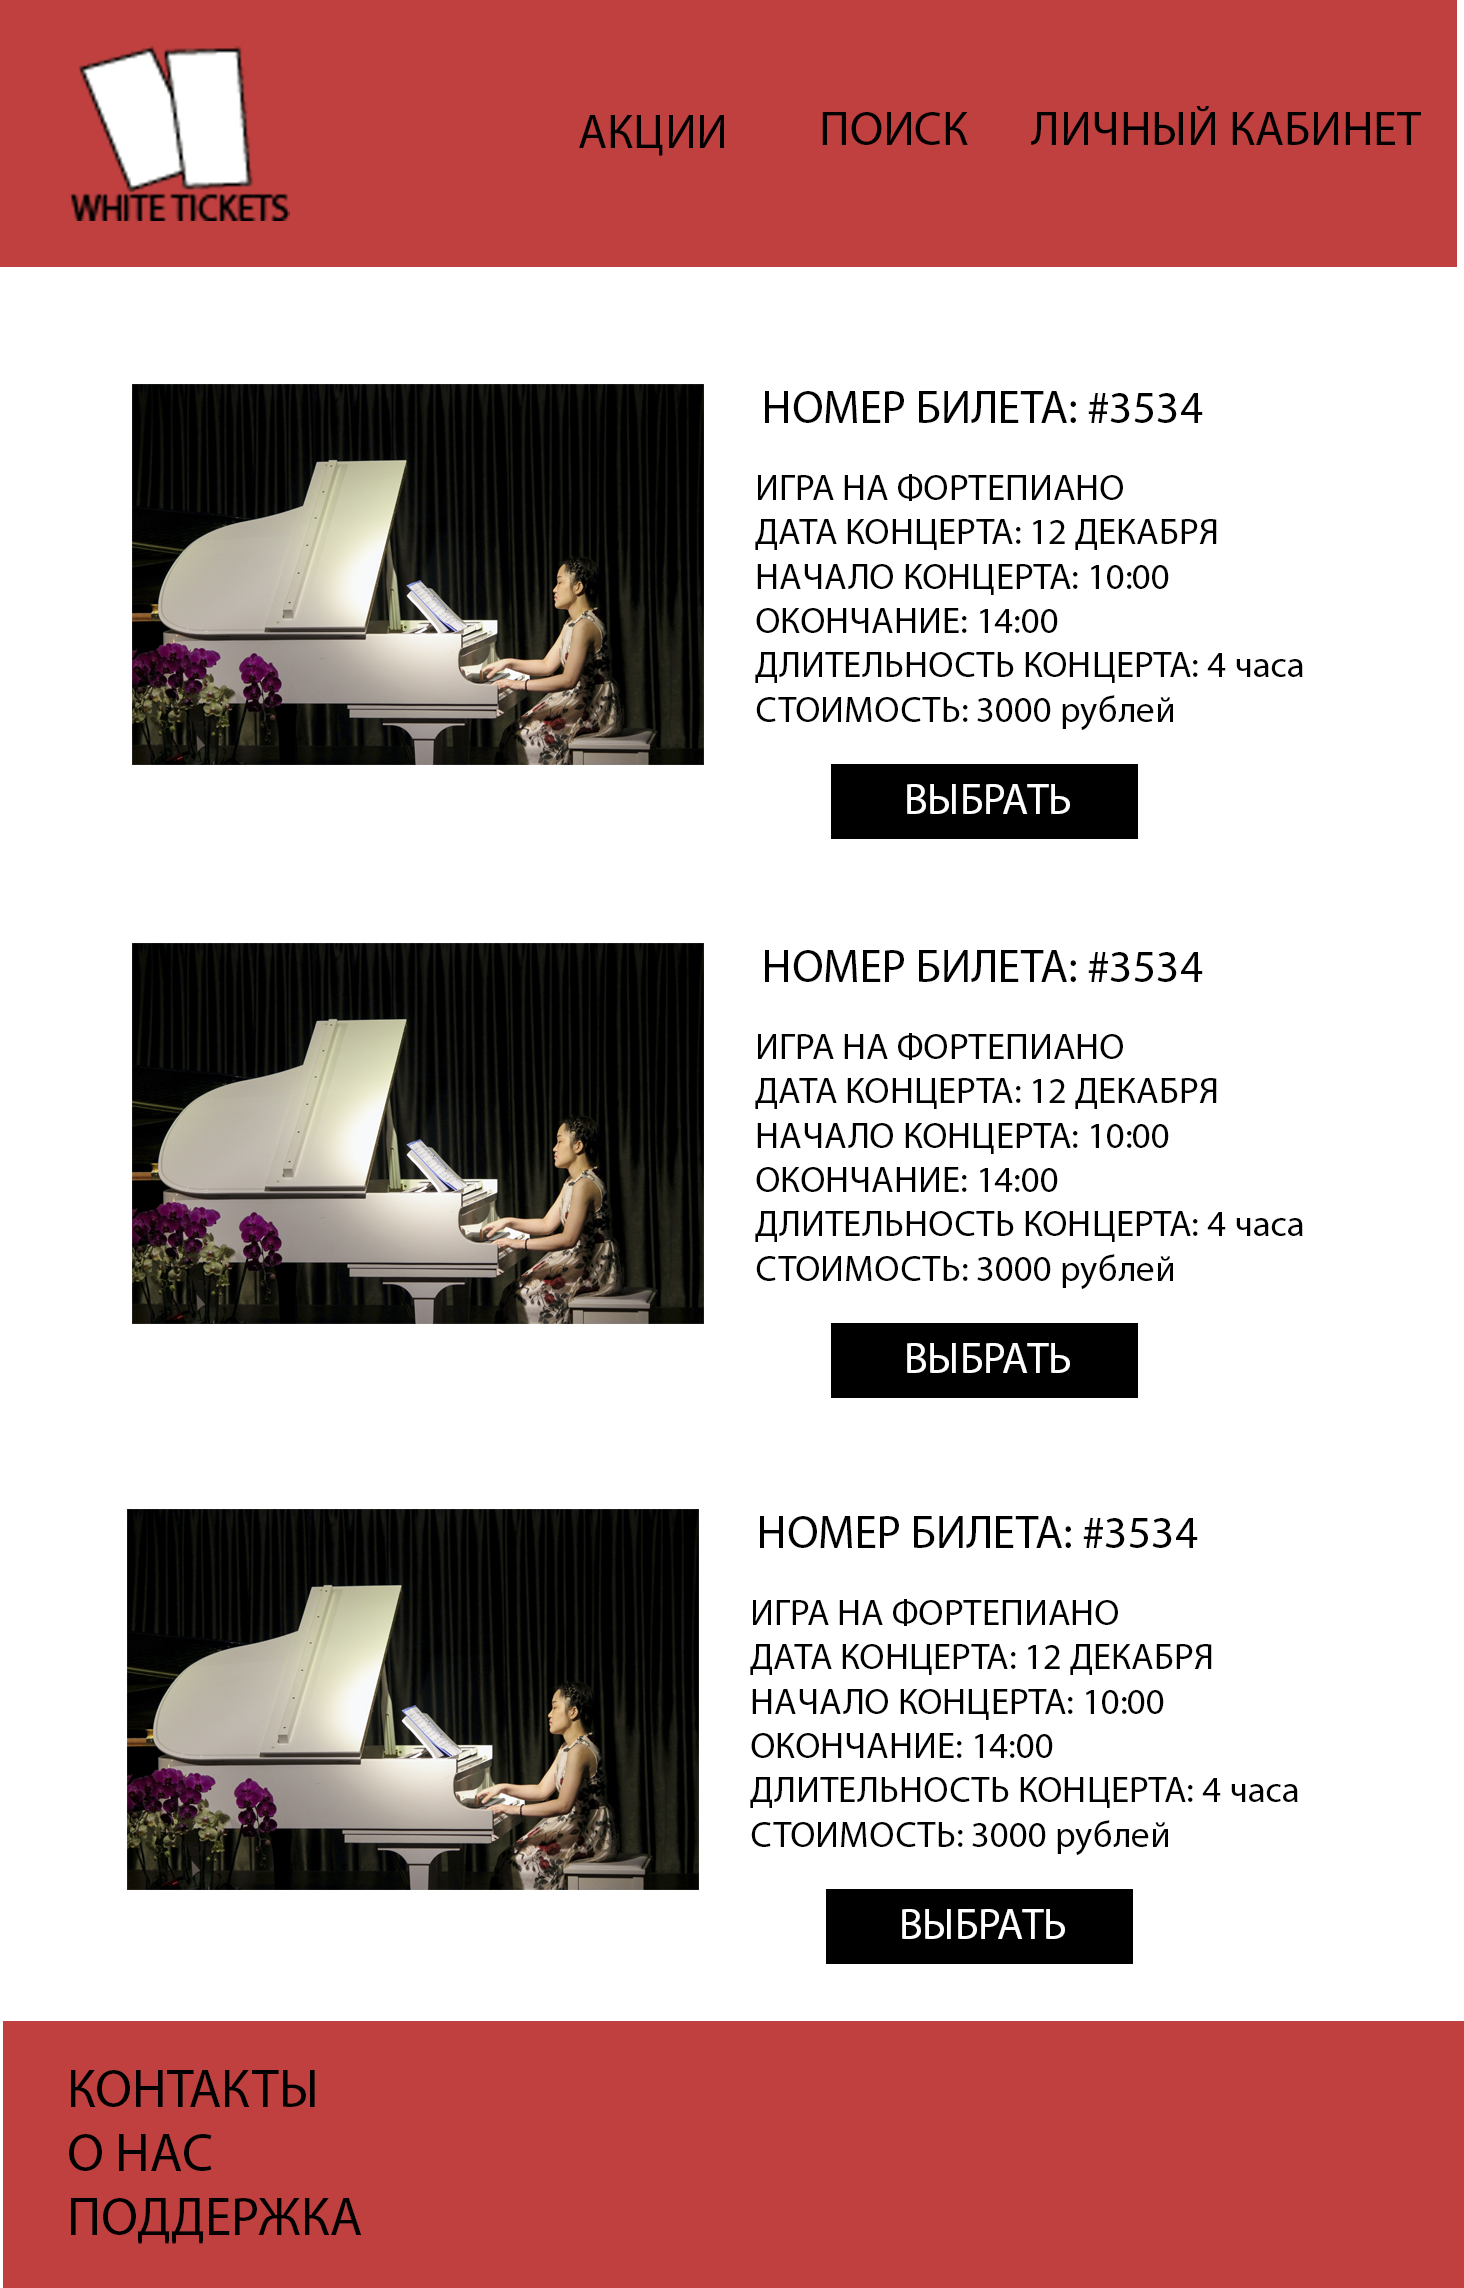 WHITE TICKETS
АКЦИИ ПОИСК ЛИЧНЫЙ КАБИНЕТ
НОМЕР БИЛЕТА: #3534
ИГРА НА ФОРТЕПИАНО
ДАТА КОНЦЕРТА: 12 ДЕКАБРЯ
НАЧАЛО КОНЦЕРТА: 10:00
ОКОНЧАНИЕ: 14:00
ДЛИТЕЛЬНОСТЬ КОНЦЕРТА: 4 часа
СТОИМОСТЬ: 3000 рублей
ВЫБРАТЬ
НОМЕР БИЛЕТА: #3534
ИГРА НА ФОРТЕПИАНО
ДАТА КОНЦЕРТА: 12 ДЕКАБРЯ
НАЧАЛО КОНЦЕРТА: 10:00
ОКОНЧАНИЕ: 14:00
ДЛИТЕЛЬНОСТЬ КОНЦЕРТА: 4 часа
СТОИМОСТЬ: 3000 рублей
ВЫБРАТЬ
НОМЕР БИЛЕТА: #3534
ИГРА НА ФОРТЕПИАНО
ДАТА КОНЦЕРТА: 12 ДЕКАБРЯ
НАЧАЛО КОНЦЕРТА: 10:00
ОКОНЧАНИЕ: 14:00
ДЛИТЕЛЬНОСТЬ КОНЦЕРТА: 4 часа
СТОИМОСТЬ: 3000 рублей
ВЫБРАТЬ
КОНТАКТЫ
О НАС
ПОДДЕРЖКА